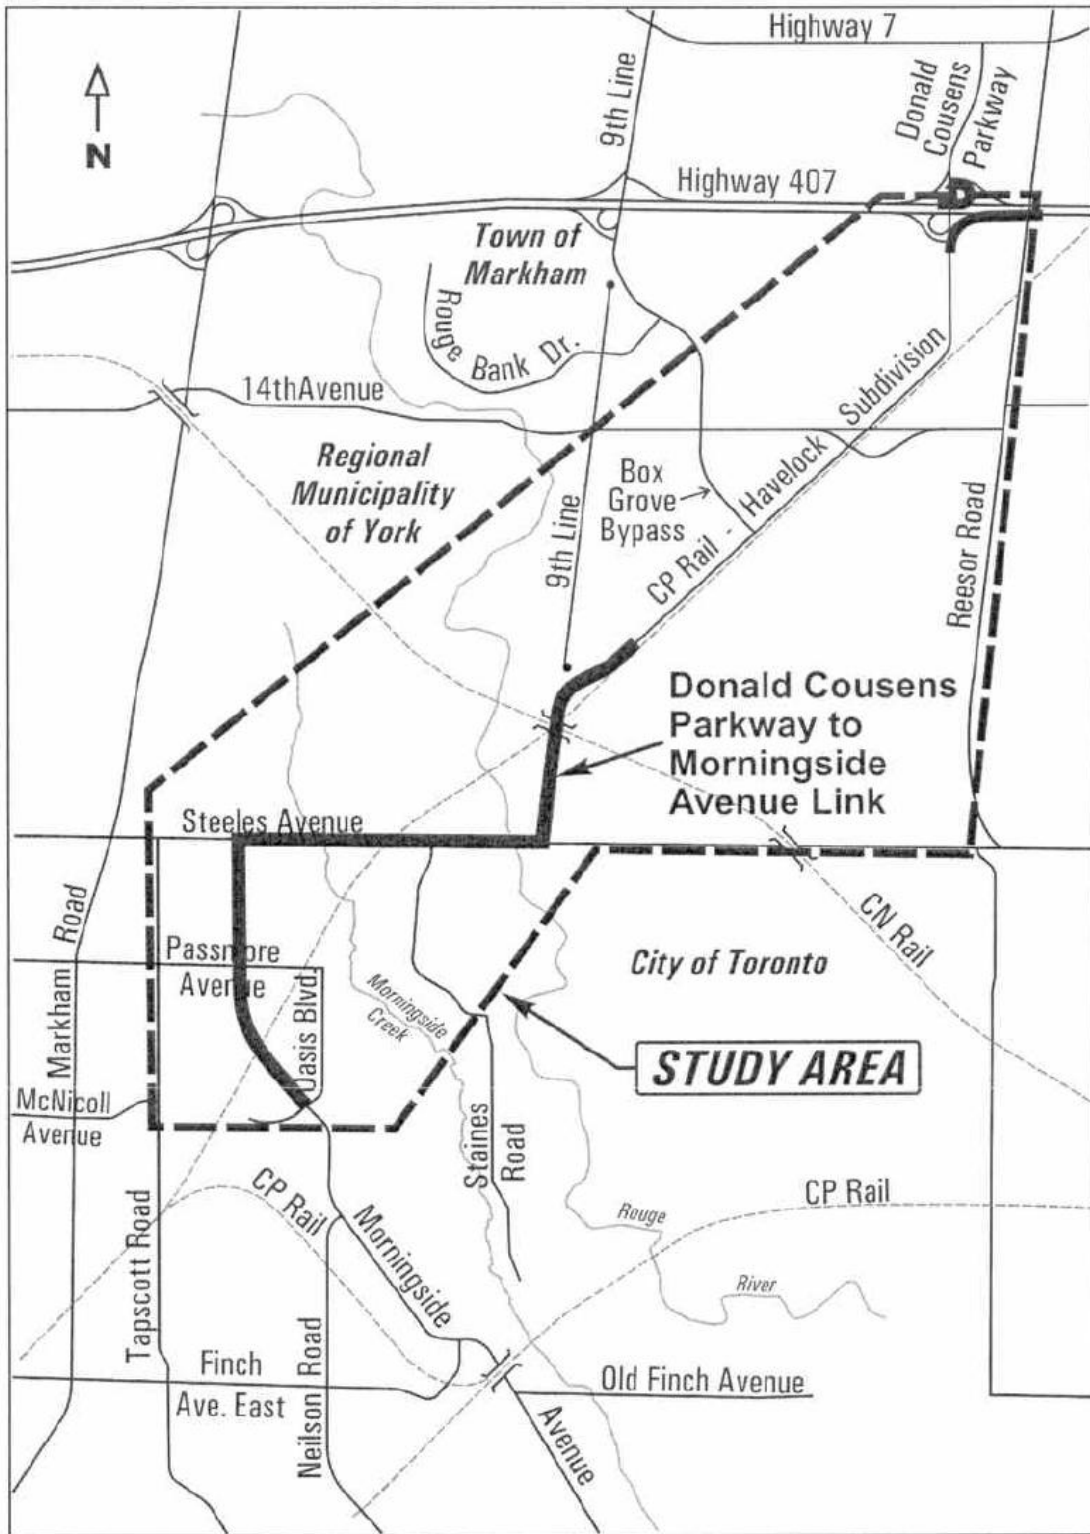 Highway 7
N
9th Line
Donald
Cousens
Parkway
Highway 407
Town of
Markham
Rouge Bank Dr.
14thAvenue
Regional
Municipality
of York
Box
Grove
Bypass
CP Rail - Havelock Subdivision
9th Line
Reesor Road
Donald Cousens
Parkway to
Morningside
Avenue Link
Steeles Avenue
Markham Road
Passmore
Avenue
Oasis Blvd.
Morningside
Creek
City of Toronto
CN Rail
STUDY AREA
McNicoll
Avenue
Staines
Road
CP Rail
CP Rail
Tapscott Road
Morningside
Avenue
Rouge
River
Finch
Ave. East
Neilson Road
Old Finch Avenue